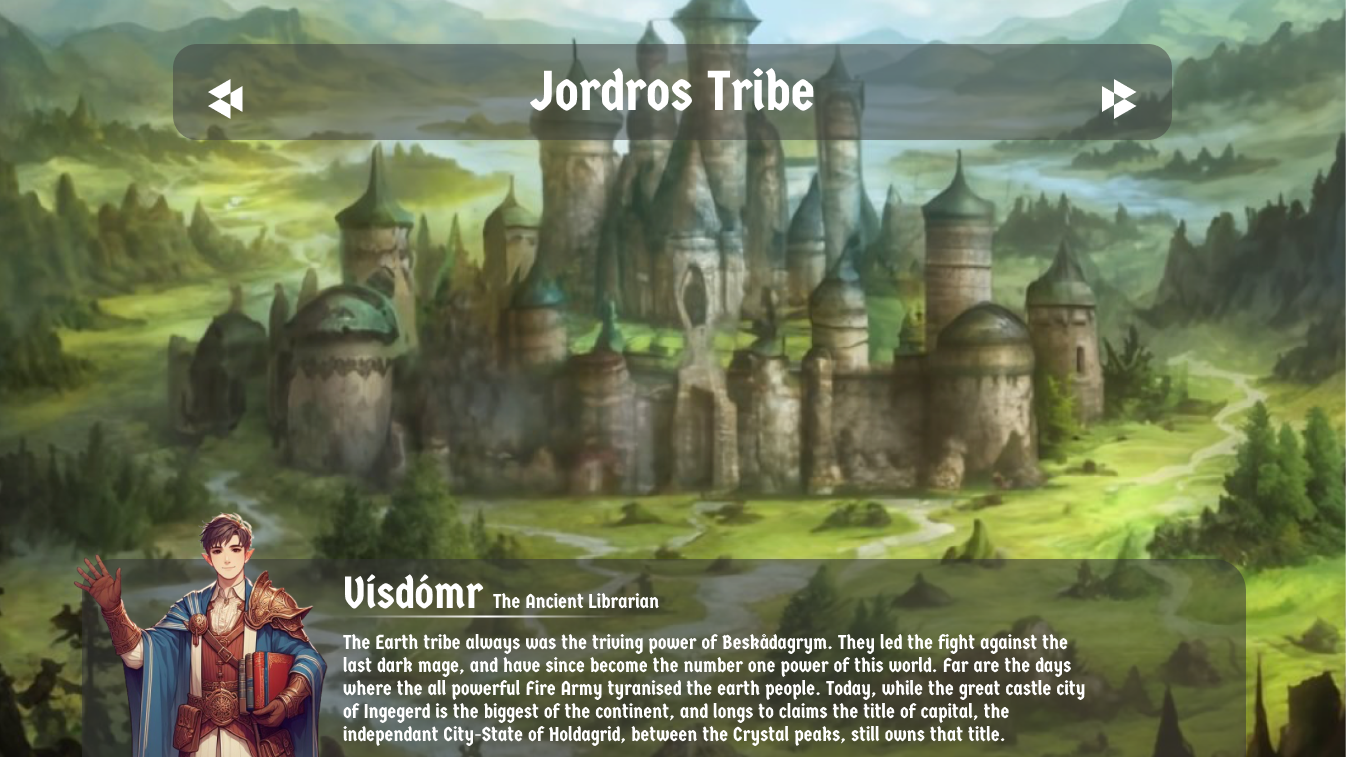 Jordros Tribe
Vísdómr The Ancient Librarian
The Earth tribe always was the triving power of Beskådagrym. They led the fight against the
last dark mage, and have since become the number one power of this world. Far are the days
where the all powerful Fire Army tyranised the earth people. Today, while the great castle city
of Ingegerd is the biggest of the continent, and longs to claims the title of capital, the
independant City-State of Holdagrid, between the Crystal peaks, still owns that title.